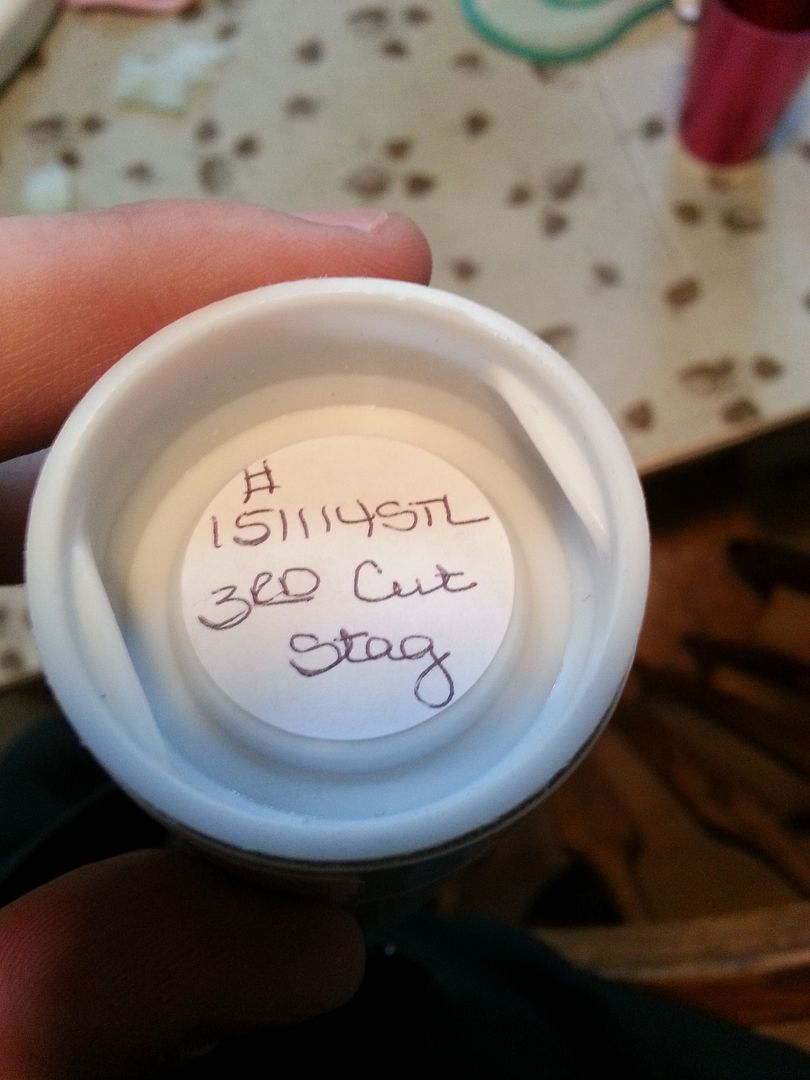 #
151114STL
3RD Cut
Stag